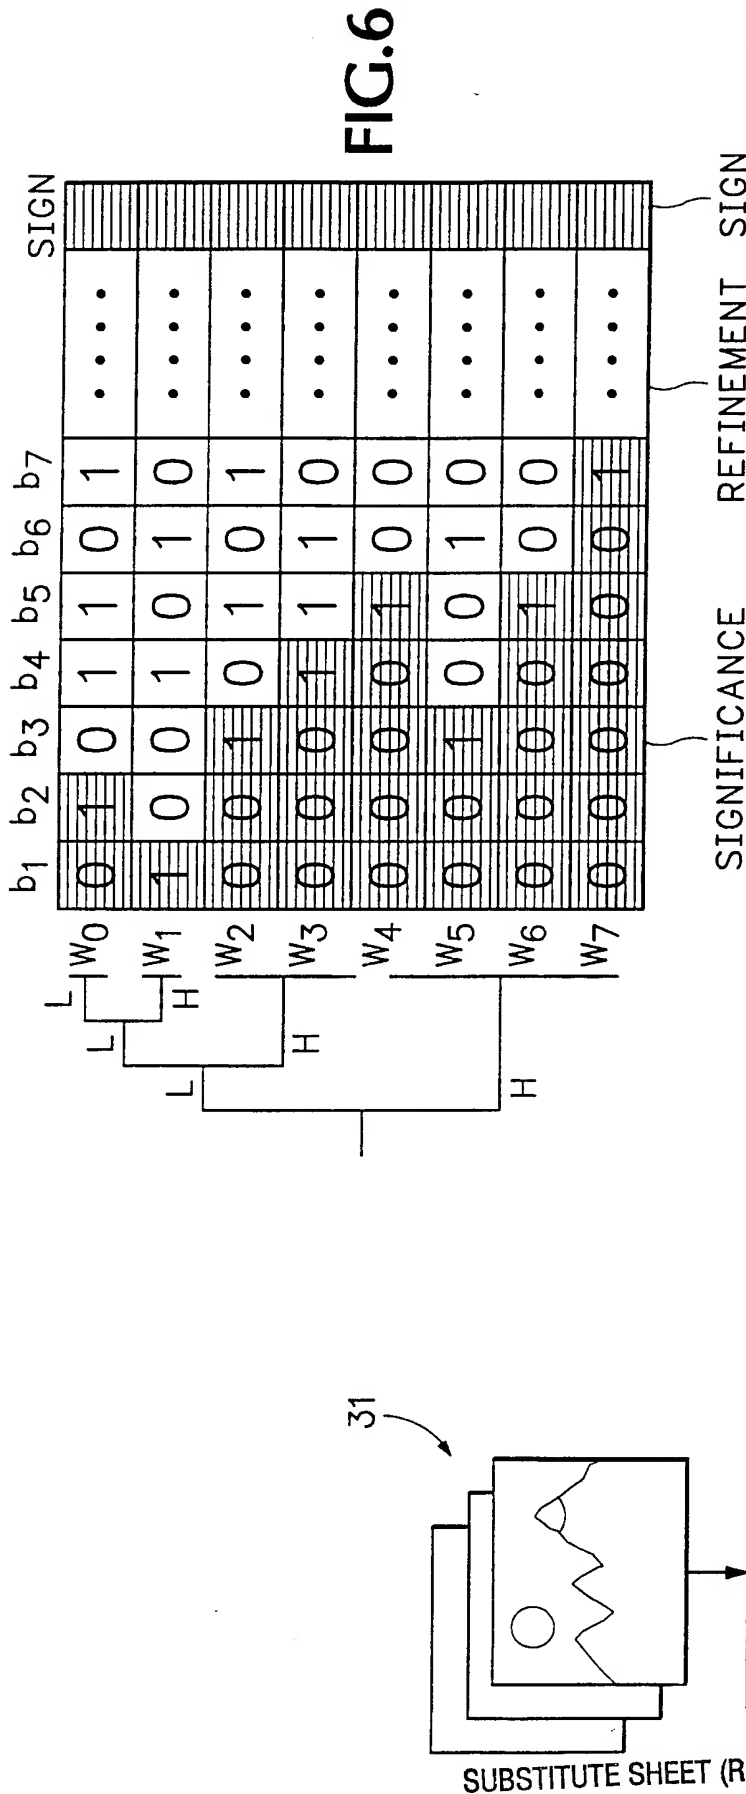 b1 b2 b3 b4 b5 b6 b7 SIGN
W0 0 1 0 1 1 0 1 • • • •
W1 1 0 0 1 0 1 0 • • • •
W2 0 0 1 0 1 0 1 • • • •
W3 0 0 0 1 1 1 0 • • • •
W4 0 0 0 0 1 0 0 • • • •
W5 0 0 1 0 0 1 0 • • • •
W6 0 0 0 0 1 0 0 • • • •
W7 0 0 0 0 0 0 1 • • • •
L
H
L
H
L
H
SIGNIFICANCE REFINEMENT SIGN
FIG.6
31
SUBSTITUTE SHEET (R